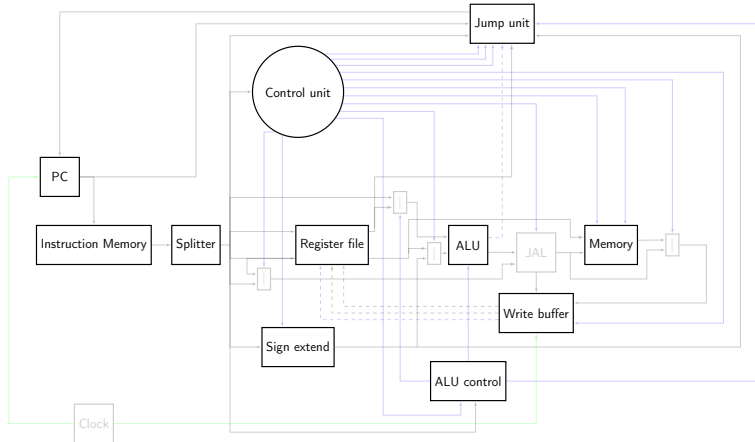 Jump unit
Control unit
PC
Instruction Memory
Splitter
Register file
ALU
JAL
Memory
Write buffer
Sign extend
ALU control
Clock